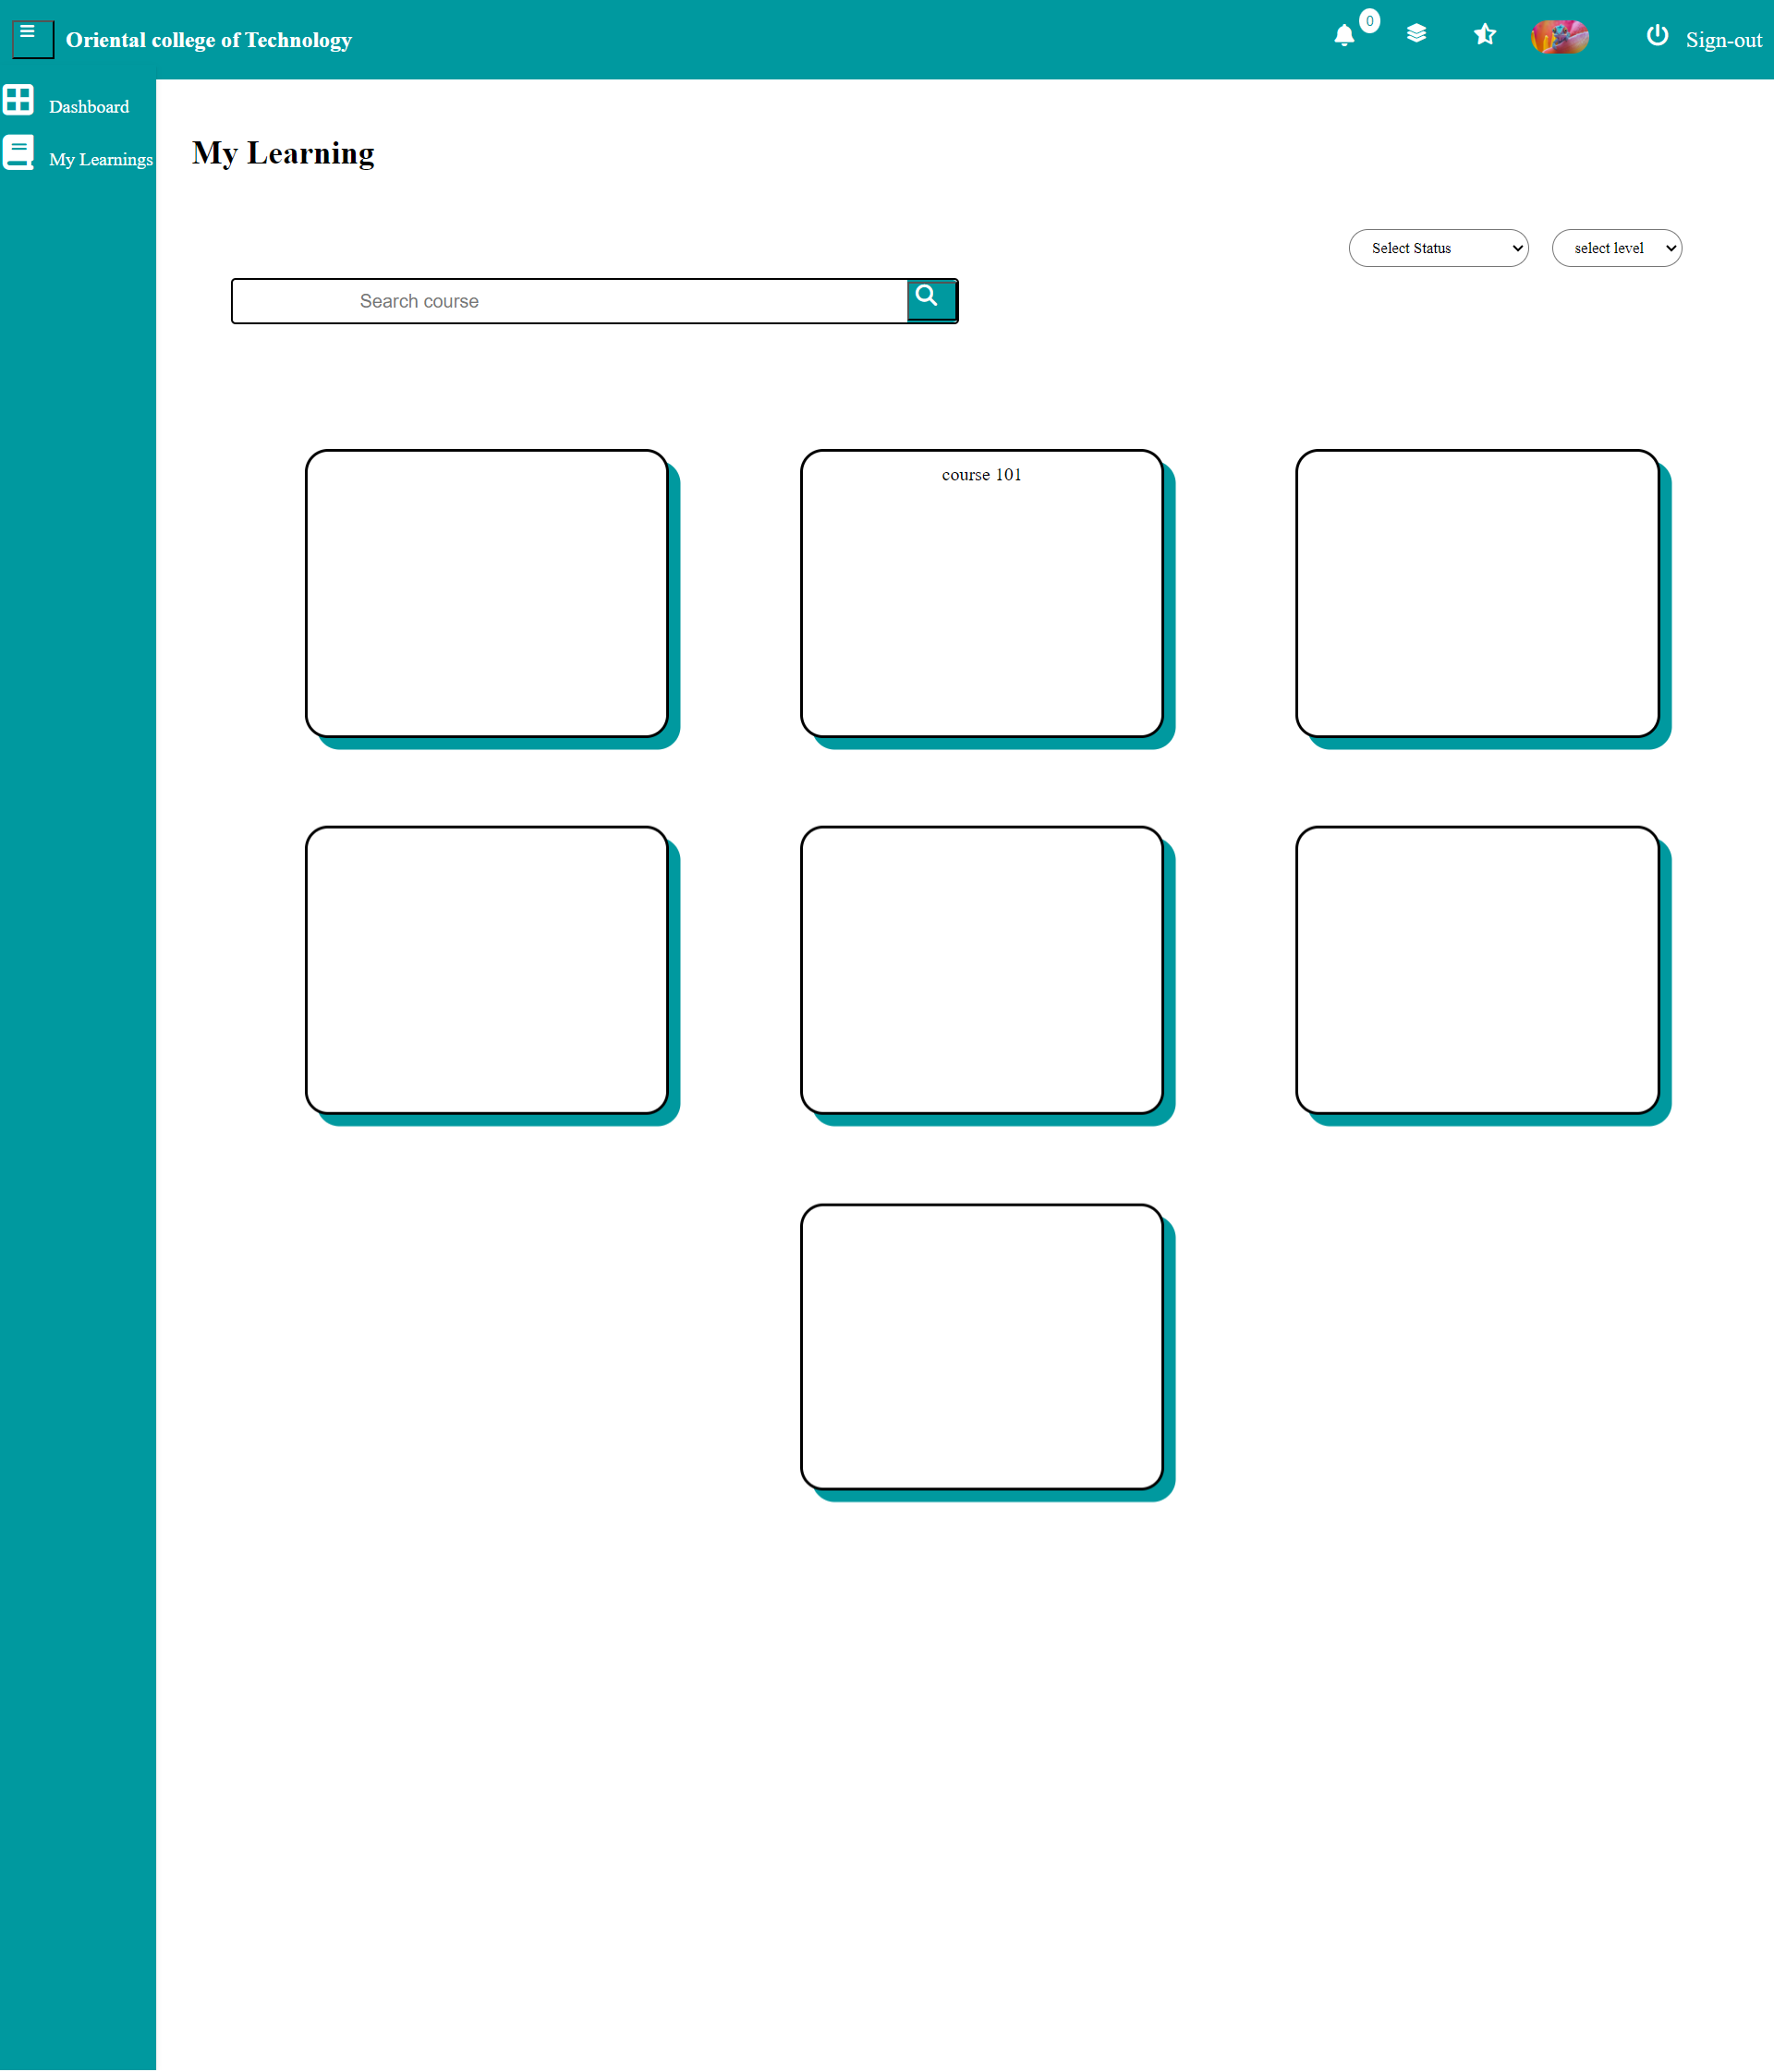 Oriental college of Technology
0
Sign-out
Dashboard
My Learnings
My Learning
Select Status
select level
Search course
course 101